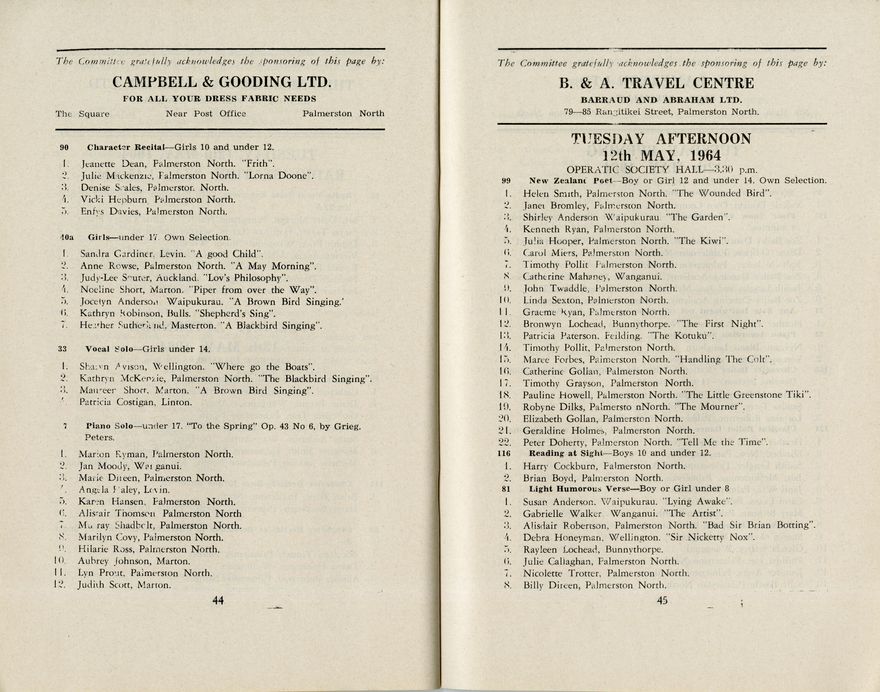 The Committee gratefully acknowledges the sponsoring of this page by:
CAMPBELL & GOODING LTD.
FOR ALL YOUR DRESS FABRIC NEEDS
The Square Near Post Office Palmerston North
90 Character Recital—Girls 10 and under 12.
1. Jeanette Dean, Palmerston North. "Frith".
2. Julie Mackenzie, Palmerston North. "Lorna Doone".
3. Denise Scales, Palmerston North.
4. Vicki Hepburn, Palmerston North.
5. Enfys Davies, Palmerston North.
40a Girls—under 17. Own Selection.
1. Sandra Gardiner, Levin. "A good Child".
2. Anne Rowse, Palmerston North. "A May Morning".
3. Judy-Lee Souter, Auckland. "Lov's Philosophy".
4. Noeline Short, Marton. "Piper from over the Way".
5. Jocelyn Anderson Waipukurau. "A Brown Bird Singing.'
6. Kathryn Robinson, Bulls. "Shepherd's Sing".
7. Heather Sutherland, Masterton. "A Blackbird Singing".
33 Vocal Solo—Girls under 14.
1. Sharyn Avison, Wellington. "Where go the Boats".
2. Kathryn McKenzie, Palmerston North. "The Blackbird Singing".
3. Maureer Short, Marton. "A Brown Bird Singing".
4. Patricia Costigan, Linton.
7 Piano Solo—under 17. "To the Spring" Op. 43 No 6, by Grieg.
Peters.
1. Marion Ryman, Palmerston North.
2. Jan Moody, Wanganui.
3. Marie Direen, Palmerston North.
4. Angela Haley, Levin.
5. Karen Hansen, Palmerston North.
6. Alistair Thomson Palmerston North
7. Murray Shadbolt, Palmerston North.
8. Marilyn Covy, Palmerston North.
9. Hilarie Ross, Palmerston North.
10. Aubrey Johnson, Marton.
11. Lyn Prout, Palmerston North.
12. Judith Scott, Marton.
44
The Committee gratefully acknowledges the sponsoring of this page by:
B. & A. TRAVEL CENTRE
BARRAUD AND ABRAHAM LTD.
79—85 Rangitikei Street, Palmerston North.
TUESDAY AFTERNOON
12th MAY, 1964
OPERATIC SOCIETY HALL—3.30 p.m.
99 New Zealand Poet—Boy or Girl 12 and under 14. Own Selection.
1. Helen Smith, Palmerston North. "The Wounded Bird".
2. Janet Bromley, Palmerston North.
3. Shirley Anderson Waipukurau. "The Garden".
4. Kenneth Ryan, Palmerston North.
5. Julia Hooper, Palmerston North. "The Kiwi".
6. Carol Miers, Palmerston North.
7. Timothy Pollit Palmerston North.
8. Catherine Mahaney, Wanganui.
9. John Twaddle, Palmerston North.
10. Linda Sexton, Palmerston North.
11. Graeme Ryan, Palmerston North.
12. Bronwyn Lochead, Bunnythorpe. "The First Night".
13. Patricia Paterson, Feilding. "The Kotuku".
14. Timothy Pollit, Palmerston North.
15. Maree Forbes, Palmerston North. "Handling The Colt".
16. Catherine Gollan, Palmerston North.
17. Timothy Grayson, Palmerston North.
18. Pauline Howell, Palmerston North. "The Little Greenstone Tiki".
19. Robyne Dilks, Palmersto nNorth. "The Mourner".
20. Elizabeth Gollan, Palmerston North.
21. Geraldine Holmes, Palmerston North.
22. Peter Doherty, Palmerston North. "Tell Me the Time".
116 Reading at Sight—Boys 10 and under 12.
1. Harry Cockburn, Palmerston North.
2. Brian Boyd, Palmerston North.
81 Light Humorous Verse—Boy or Girl under 8
1. Susan Anderson, Waipukurau. "Lying Awake".
2. Gabrielle Walker Wanganui. "The Artist".
3. Alisdair Robertson, Palmerston North. "Bad Sir Brian Botting".
4. Debra Honeyman, Wellington. "Sir Nicketty Nox".
5. Rayleen Lochead, Bunnythorpe.
6. Julie Callaghan, Palmerston North.
7. Nicolette Trotter, Palmerston North.
8. Billy Direen, Palmerston North.
45